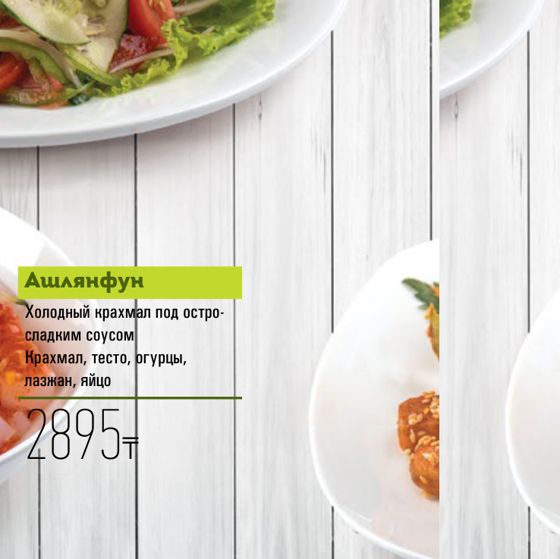 Ашлянфун
Холодный крахмал под остро-
сладким соусом
Крахмал, тесто, огурцы,
лазжан, яйцо
2895₸